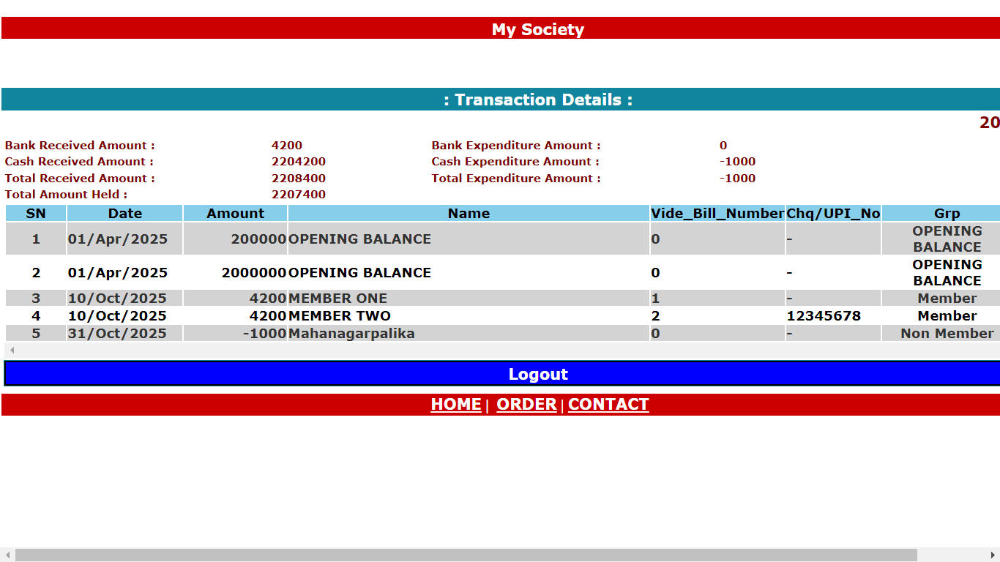 My Society
: Transaction Details :
20
Bank Received Amount : 4200 Bank Expenditure Amount : 0
Cash Received Amount : 2204200 Cash Expenditure Amount : -1000
Total Received Amount : 2208400 Total Expenditure Amount : -1000
Total Amount Held : 2207400
SN Date Amount Name Vide_Bill_Number Chq/UPI_No Grp
1 01/Apr/2025 200000 OPENING BALANCE 0 - OPENING BALANCE
2 01/Apr/2025 2000000 OPENING BALANCE 0 - OPENING BALANCE
3 10/Oct/2025 4200 MEMBER ONE 1 - Member
4 10/Oct/2025 4200 MEMBER TWO 2 12345678 Member
5 31/Oct/2025 -1000 Mahanagarpalika 0 - Non Member
Logout
HOME | ORDER | CONTACT